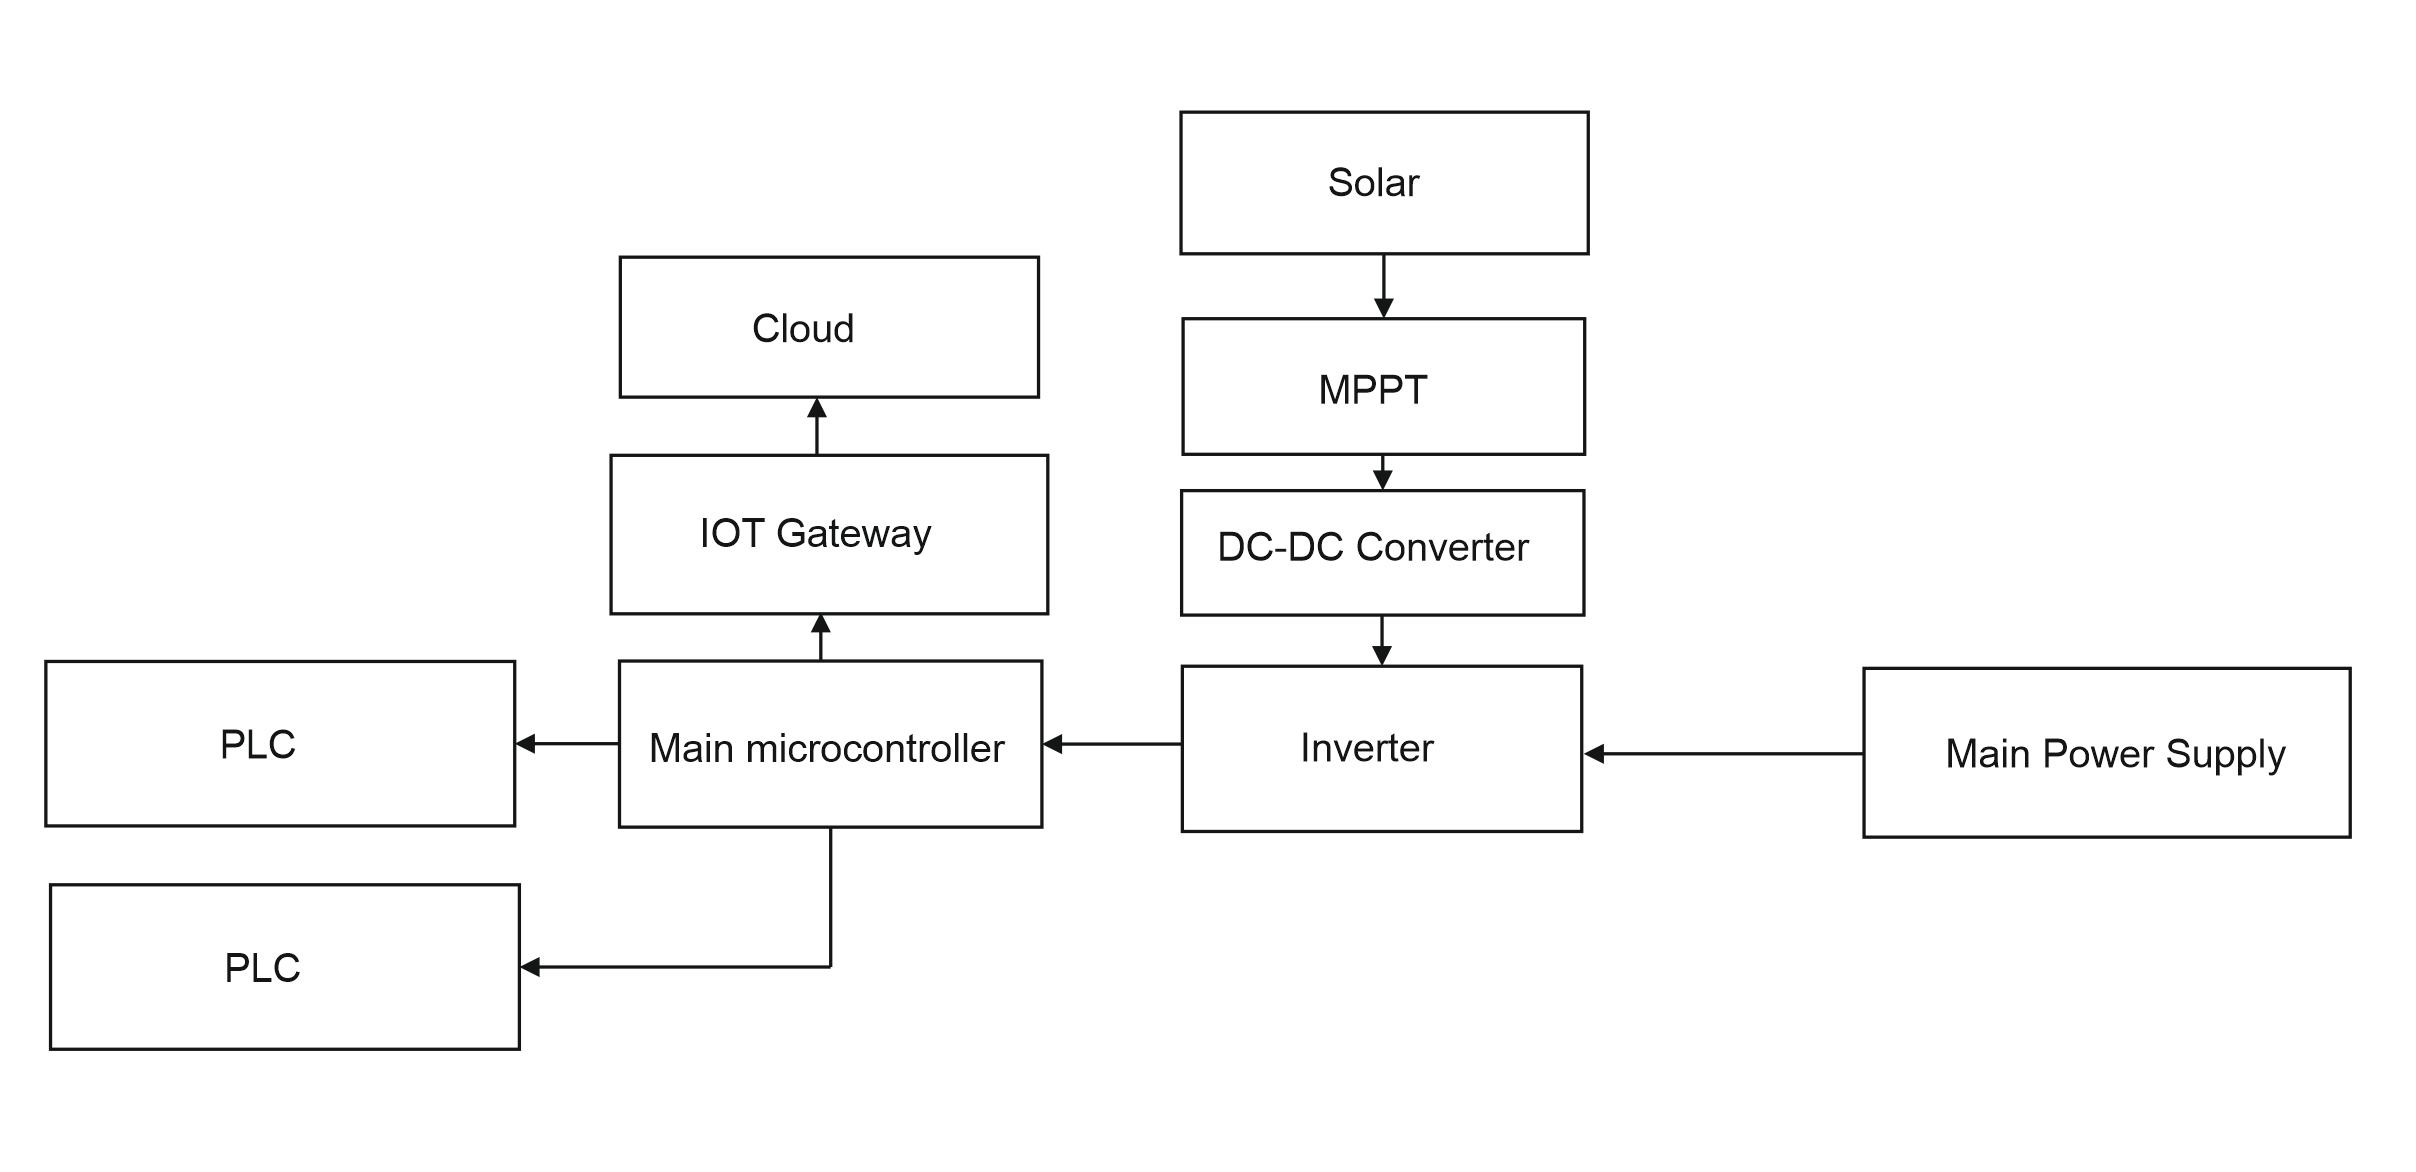 Solar
Cloud
MPPT
IOT Gateway
DC-DC Converter
PLC
Main microcontroller
Inverter
Main Power Supply
PLC